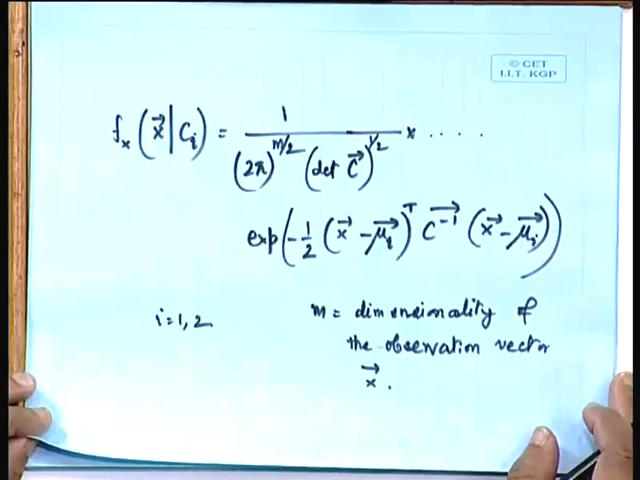 © CET
I.I.T. KGP
f_x (x⃗ | C_i) = 1 / ((2π)^{m/2} (det C⃗)^{1/2}) × . . . .
exp(-1/2 (x⃗ - μ⃗_i)^T C⃗^{-1} (x⃗ - μ⃗_i))
i = 1, 2
m = dimensionality of
the observation vector
x⃗ .